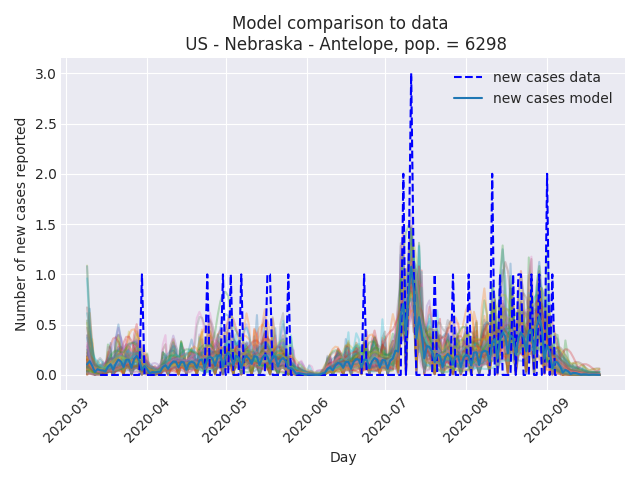 Model comparison to data
US - Nebraska - Antelope, pop. = 6298
new cases data
new cases model
Number of new cases reported
3.0
2.5
2.0
1.5
1.0
0.5
0.0
2020-03
2020-04
2020-05
2020-06
2020-07
2020-08
2020-09
Day